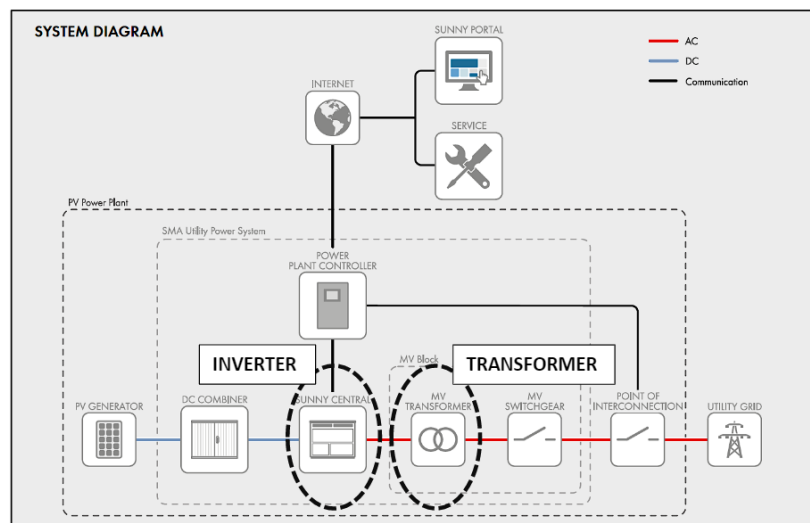 SYSTEM DIAGRAM
SUNNY PORTAL
AC
DC
Communication
INTERNET
SERVICE
PV Power Plant
SMA Utility Power System
POWER
PLANT CONTROLLER
INVERTER
MV Block
TRANSFORMER
PV GENERATOR
DC COMBINER
SUNNY CENTRAL
MV
TRANSFORMER
MV
SWITCHGEAR
POINT OF
INTERCONNECTION
UTILITY GRID